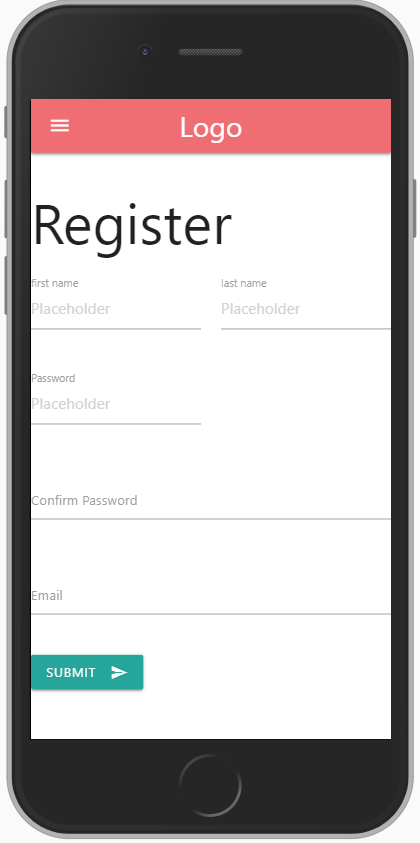 Logo
Register
first name last name
Placeholder Placeholder
Password
Placeholder
Confirm Password
Email
SUBMIT